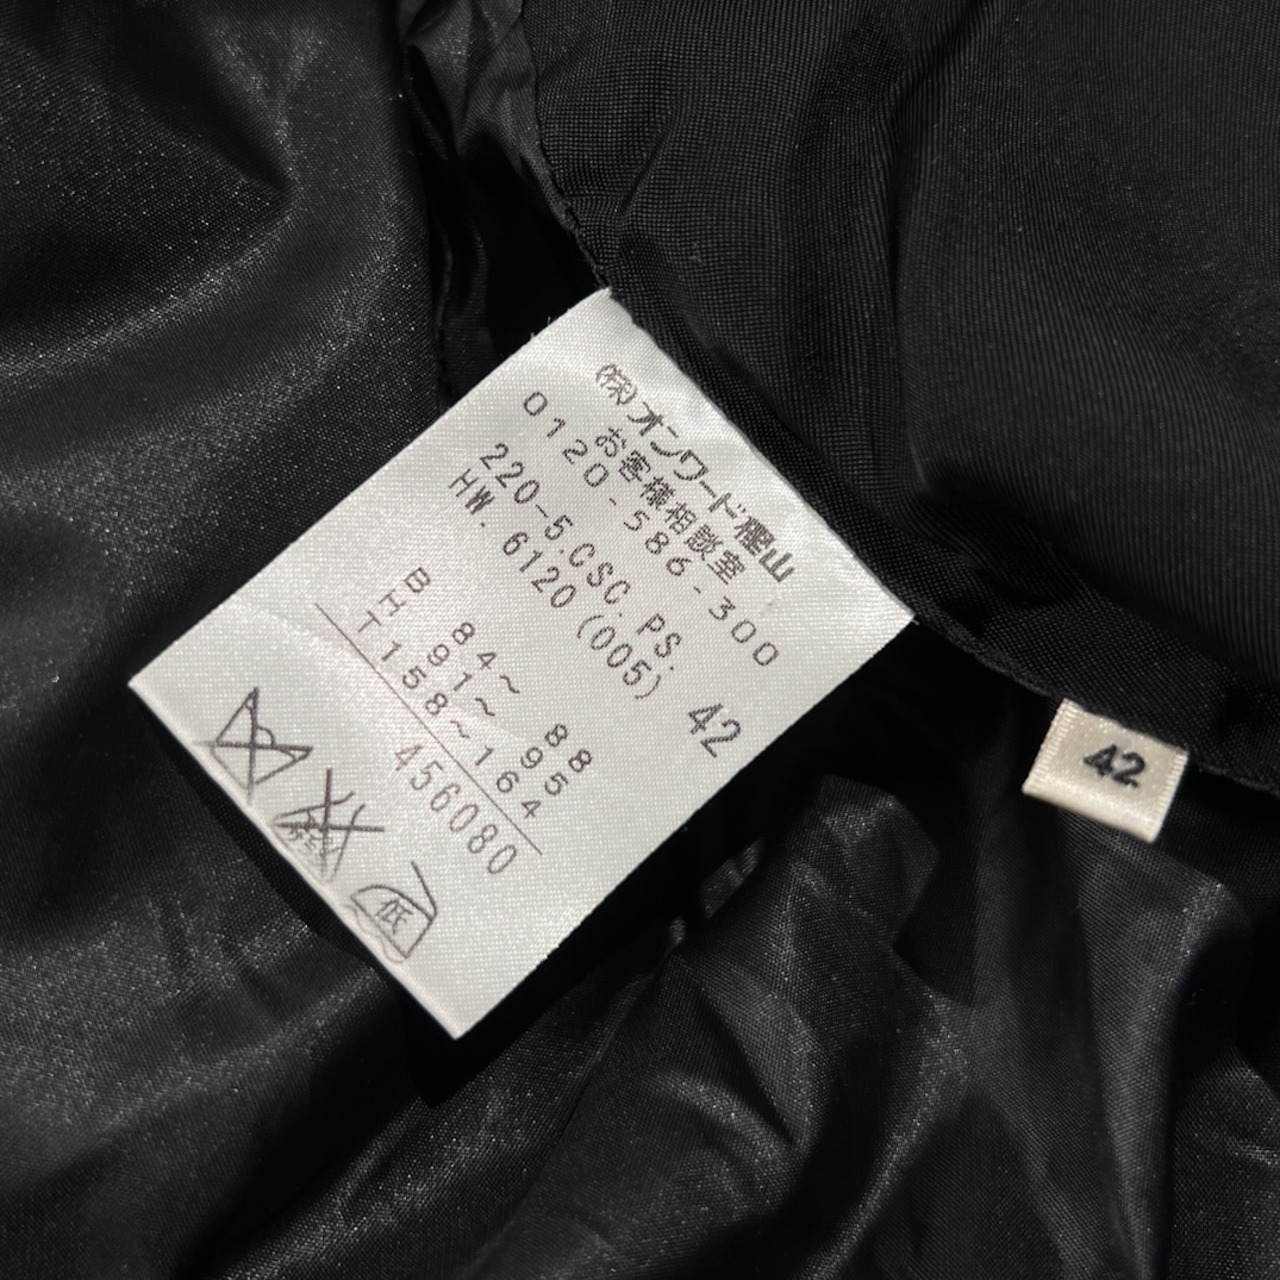 (株)オンワード樫山
お客様相談室
0120-586-300
220-5.CSC.PS. 42
HW. 6120 (005)
B 84～ 88
H 91～ 95
T158～164
456080
低
42